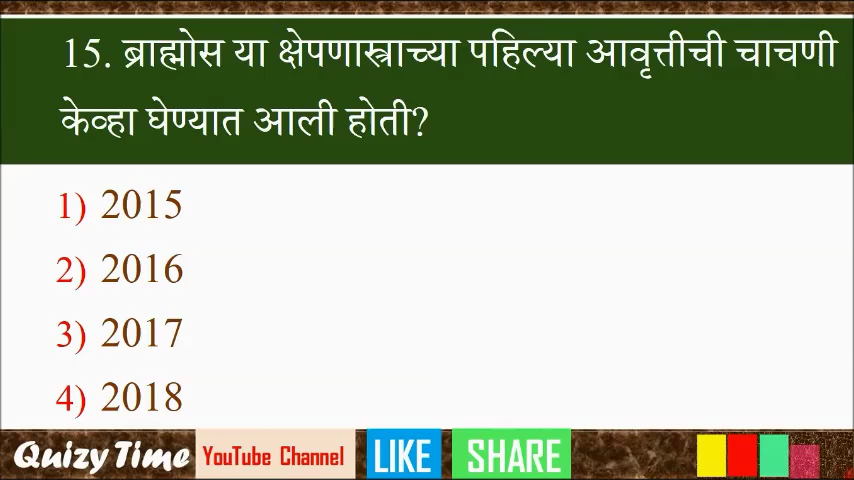 15. ब्राह्मोस या क्षेपणास्त्राच्या पहिल्या आवृत्तीची चाचणी
केव्हा घेण्यात आली होती?
1) 2015
2) 2016
3) 2017
4) 2018
Quizy Time YouTube Channel LIKE SHARE